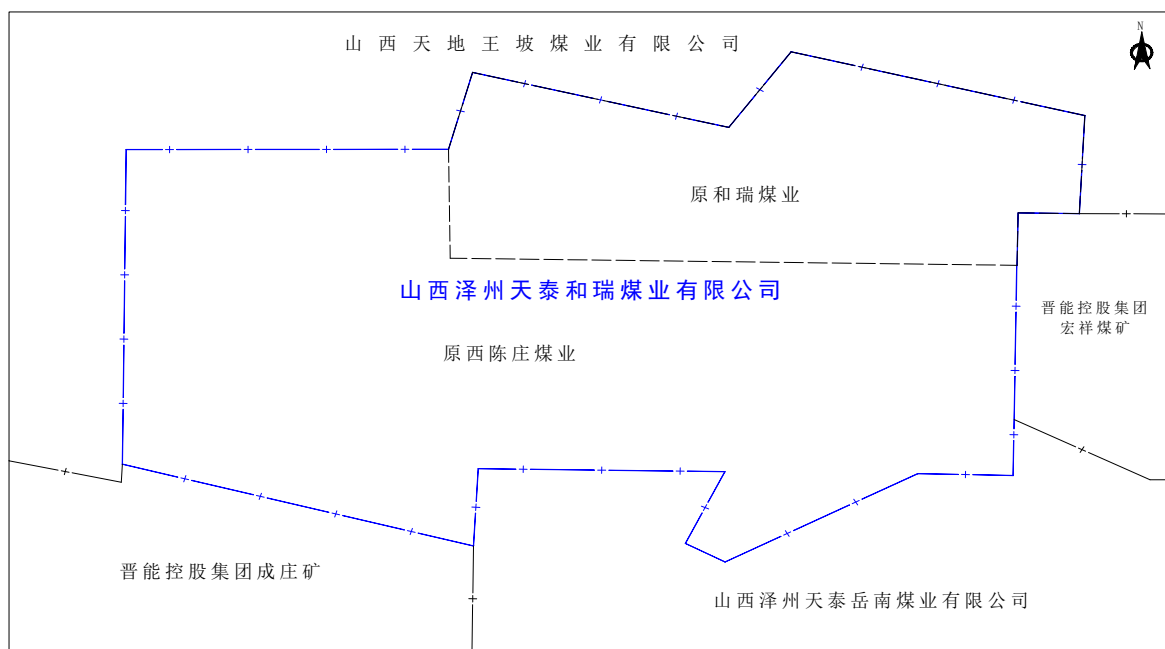 山西天地王坡煤业有限公司
N
原和瑞煤业
山西泽州天泰和瑞煤业有限公司
晋能控股集团
宏祥煤矿
原西陈庄煤业
晋能控股集团成庄矿
山西泽州天泰岳南煤业有限公司